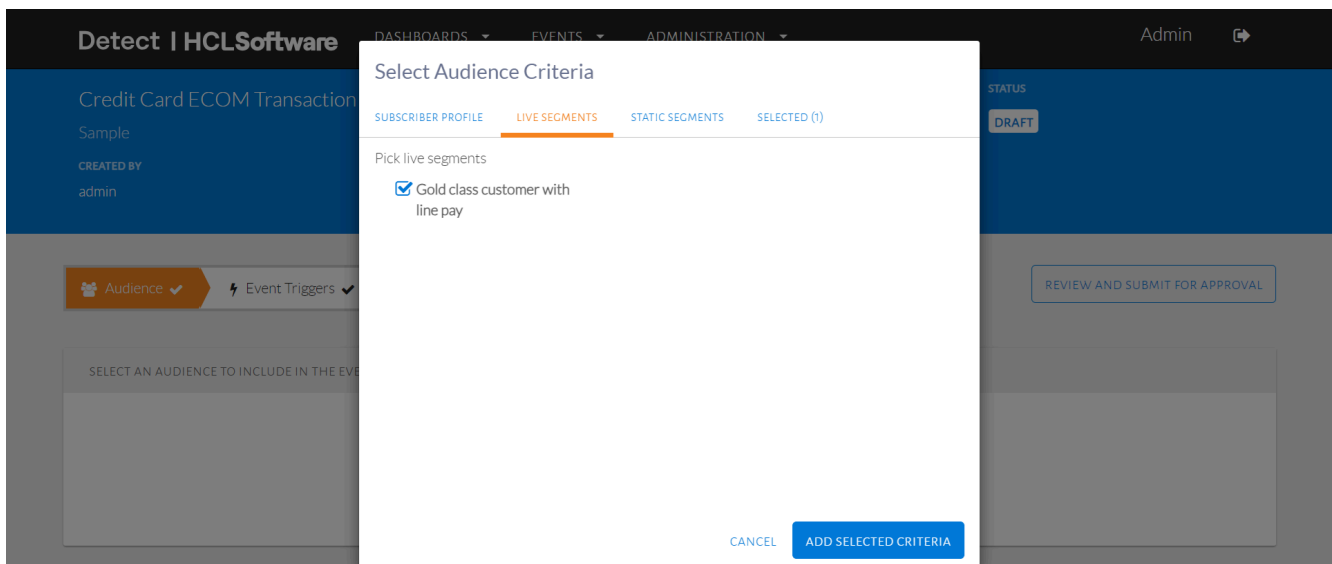 Detect | HCLSoftware
DASHBOARDS EVENTS ADMINISTRATION
Admin
Credit Card ECOM Transaction
Sample
CREATED BY
admin
STATUS
DRAFT
Select Audience Criteria
SUBSCRIBER PROFILE LIVE SEGMENTS STATIC SEGMENTS SELECTED (1)
Pick live segments
Gold class customer with
line pay
Audience Event Triggers
REVIEW AND SUBMIT FOR APPROVAL
SELECT AN AUDIENCE TO INCLUDE IN THE EVE
CANCEL ADD SELECTED CRITERIA